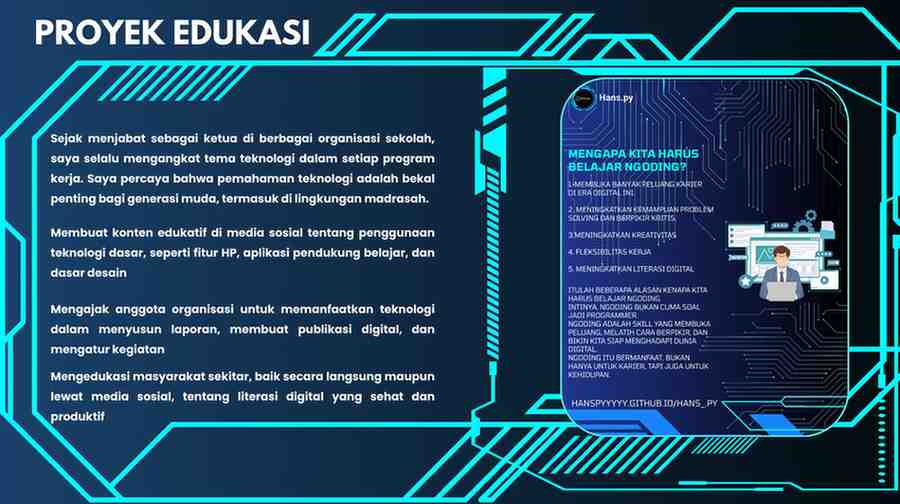 PROYEK EDUKASI
Sejak menjabat sebagai ketua di berbagai organisasi sekolah,
saya selalu mengangkat tema teknologi dalam setiap program
kerja. Saya percaya bahwa pemahaman teknologi adalah bekal
penting bagi generasi muda, termasuk di lingkungan madrasah.
Membuat konten edukatif di media sosial tentang penggunaan
teknologi dasar, seperti fitur HP, aplikasi pendukung belajar, dan
dasar desain
Mengajak anggota organisasi untuk memanfaatkan teknologi
dalam menyusun laporan, membuat publikasi digital, dan
mengatur kegiatan
Mengedukasi masyarakat sekitar, baik secara langsung maupun
lewat media sosial, tentang literasi digital yang sehat dan
produktif
Hans.py
MENGAPA KITA HARUS
BELAJAR NGODING?
1. MEMBUKA BANYAK PELUANG KARIER
DI ERA DIGITAL INI.
2. MENINGKATKAN KEMAMPUAN PROBLEM
SOLVING DAN BERPIKIR KRITIS.
3.MENINGKATKAN KREATIVITAS
4. FLEKSIBILITAS KERJA
5. MENINGKATKAN LITERASI DIGITAL
ITULAH BEBERAPA ALASAN KENAPA KITA
HARUS BELAJAR NGODING
INTINYA, NGODING BUKAN CUMA SOAL
JADI PROGRAMMER.
NGODING ADALAH SKILL YANG MEMBUKA
PELUANG, MELATIH CARA BERPIKIR, DAN
BIKIN KITA SIAP MENGHADAPI DUNIA
DIGITAL.
NGODING ITU BERMANFAAT, BUKAN
HANYA UNTUK KARIER, TAPI JUGA UNTUK
KEHIDUPAN.
HANSPYYYYY.GITHUB.IO/HANS_PY